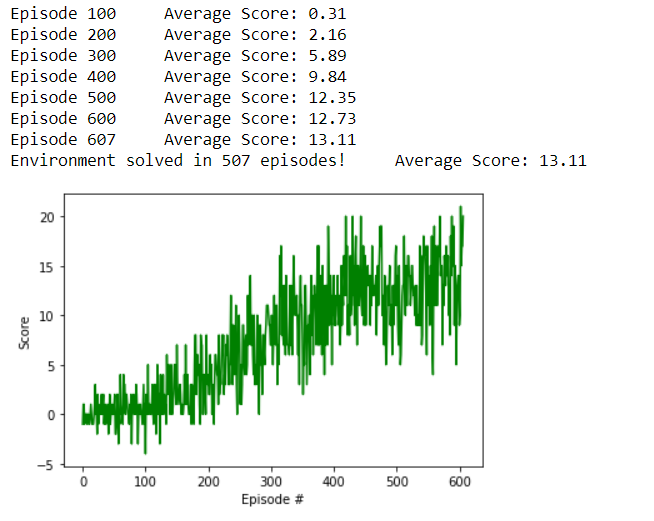 Episode 100 Average Score: 0.31
Episode 200 Average Score: 2.16
Episode 300 Average Score: 5.89
Episode 400 Average Score: 9.84
Episode 500 Average Score: 12.35
Episode 600 Average Score: 12.73
Episode 607 Average Score: 13.11
Environment solved in 507 episodes! Average Score: 13.11
20
15
10
5
0
−5
Score
0 100 200 300 400 500 600
Episode #